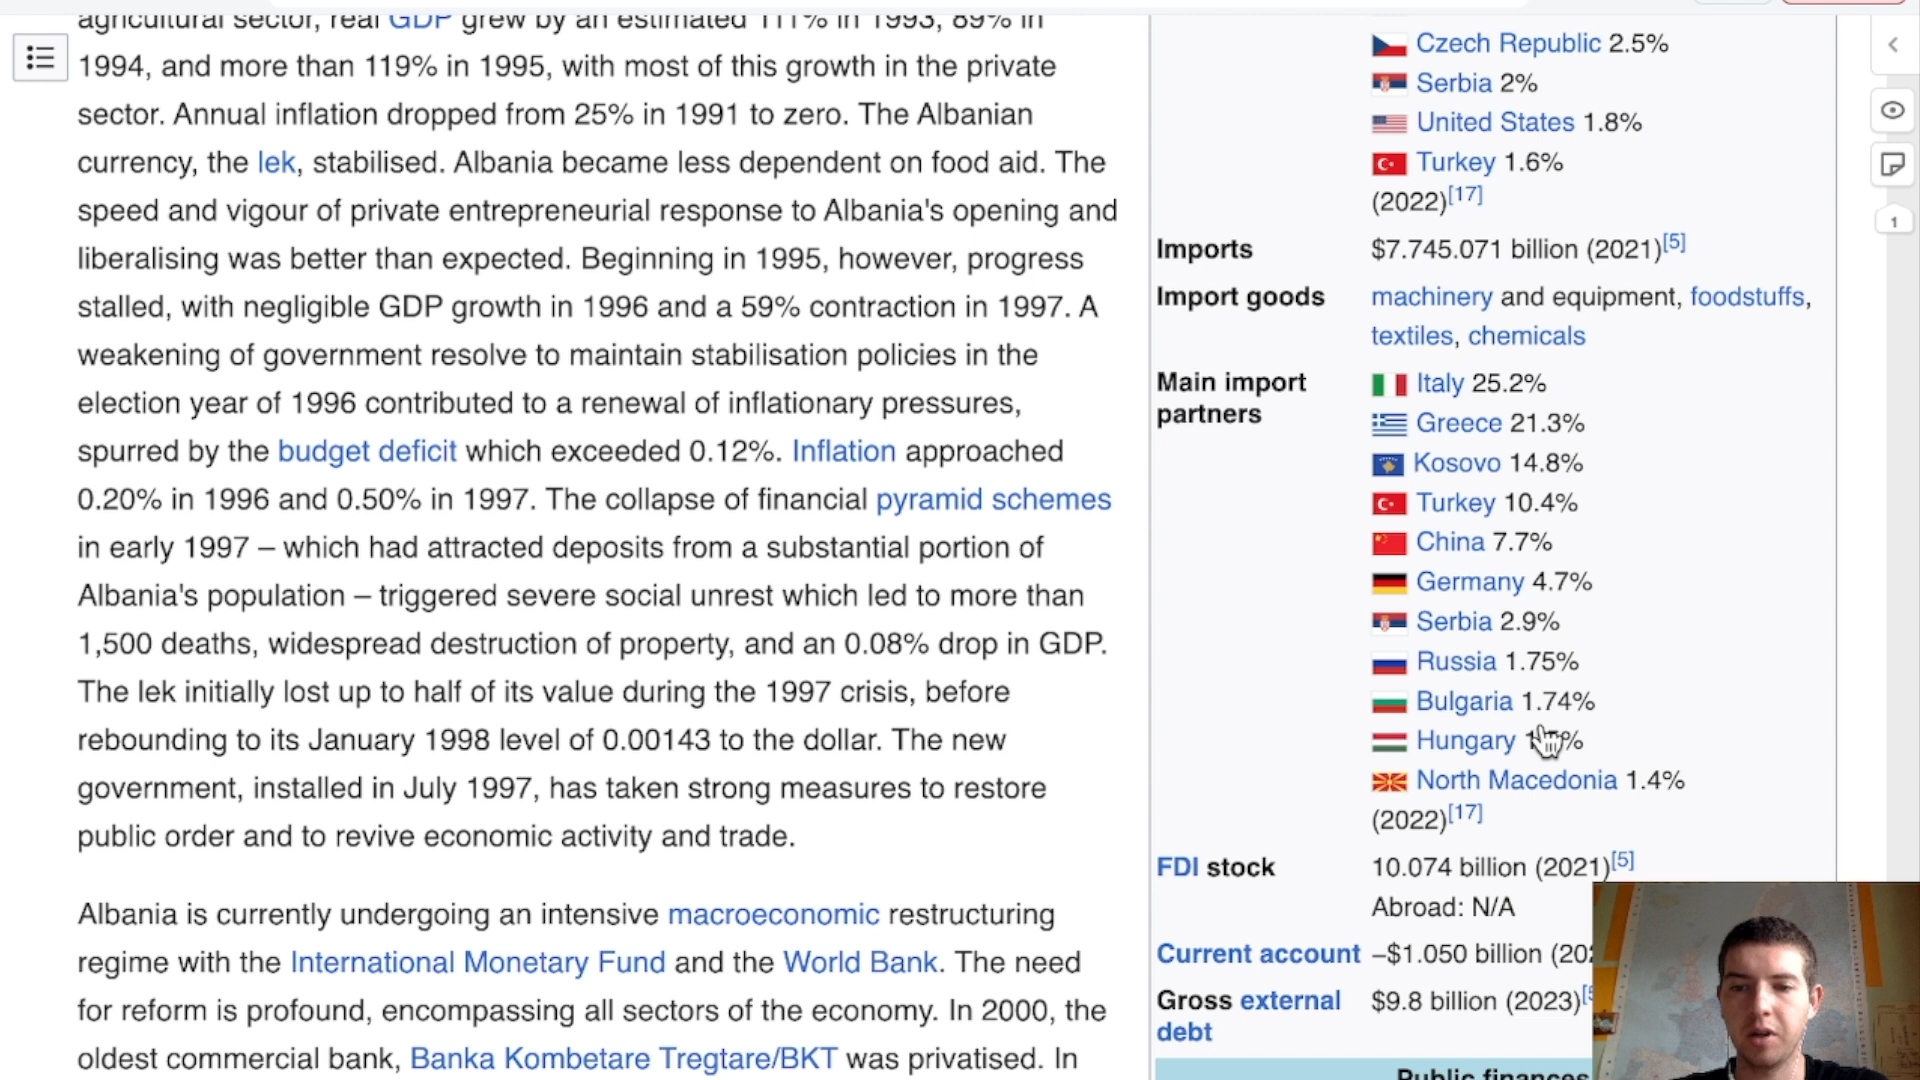 agricultural sector, real GDP grew by an estimated 111% in 1993, 89% in
1994, and more than 119% in 1995, with most of this growth in the private
sector. Annual inflation dropped from 25% in 1991 to zero. The Albanian
currency, the lek, stabilised. Albania became less dependent on food aid. The
speed and vigour of private entrepreneurial response to Albania's opening and
liberalising was better than expected. Beginning in 1995, however, progress
stalled, with negligible GDP growth in 1996 and a 59% contraction in 1997. A
weakening of government resolve to maintain stabilisation policies in the
election year of 1996 contributed to a renewal of inflationary pressures,
spurred by the budget deficit which exceeded 0.12%. Inflation approached
0.20% in 1996 and 0.50% in 1997. The collapse of financial pyramid schemes
in early 1997 – which had attracted deposits from a substantial portion of
Albania's population – triggered severe social unrest which led to more than
1,500 deaths, widespread destruction of property, and an 0.08% drop in GDP.
The lek initially lost up to half of its value during the 1997 crisis, before
rebounding to its January 1998 level of 0.00143 to the dollar. The new
government, installed in July 1997, has taken strong measures to restore
public order and to revive economic activity and trade.
Albania is currently undergoing an intensive macroeconomic restructuring
regime with the International Monetary Fund and the World Bank. The need
for reform is profound, encompassing all sectors of the economy. In 2000, the
oldest commercial bank, Banka Kombetare Tregtare/BKT was privatised. In
Czech Republic 2.5%
Serbia 2%
United States 1.8%
Turkey 1.6%
(2022)[17]
Imports $7.745.071 billion (2021)[5]
Import goods machinery and equipment, foodstuffs,
textiles, chemicals
Main import Italy 25.2%
partners
Greece 21.3%
Kosovo 14.8%
Turkey 10.4%
China 7.7%
Germany 4.7%
Serbia 2.9%
Russia 1.75%
Bulgaria 1.74%
Hungary
North Macedonia 1.4%
(2022)[17]
FDI stock 10.074 billion (2021)[5]
Abroad: N/A
Current account –$1.050 billion (20
Gross external $9.8 billion (2023)
debt
Public finances
1